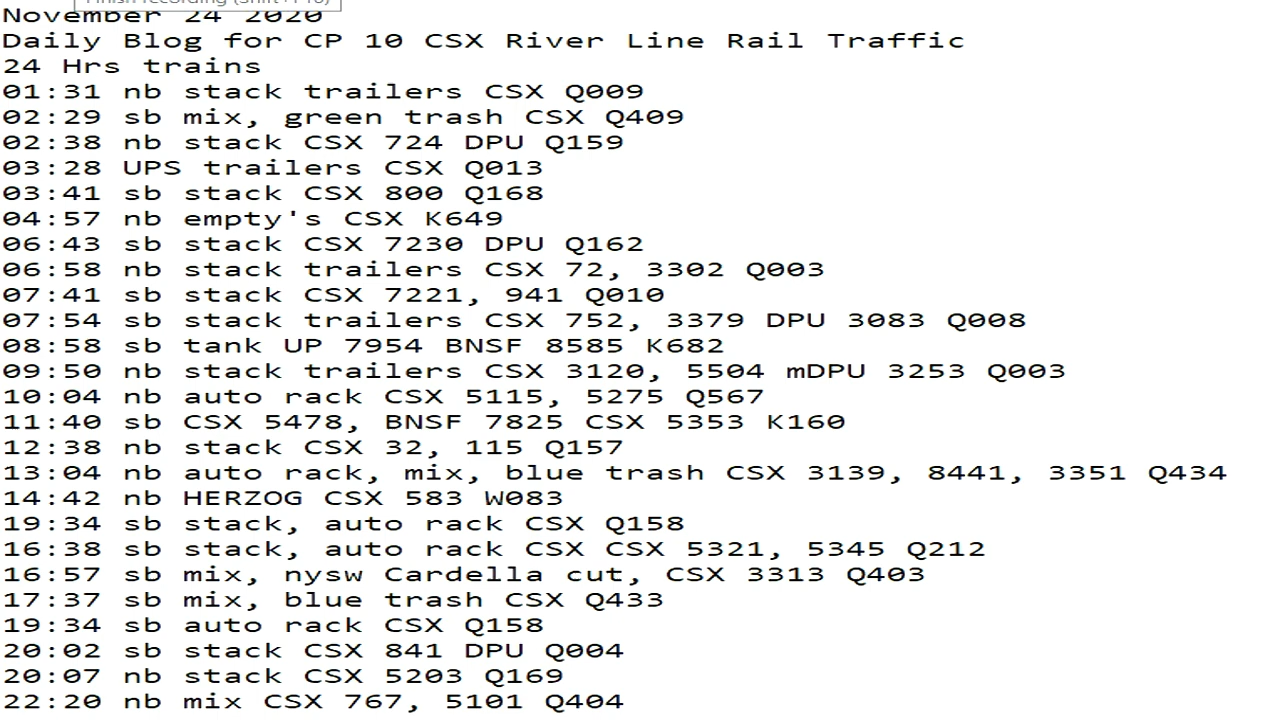 Finish recording (Shift+F10)
November 24 2020
Daily Blog for CP 10 CSX River Line Rail Traffic
24 Hrs trains
01:31 nb stack trailers CSX Q009
02:29 sb mix, green trash CSX Q409
02:38 nb stack CSX 724 DPU Q159
03:28 UPS trailers CSX Q013
03:41 sb stack CSX 800 Q168
04:57 nb empty's CSX K649
06:43 sb stack CSX 7230 DPU Q162
06:58 nb stack trailers CSX 72, 3302 Q003
07:41 sb stack CSX 7221, 941 Q010
07:54 sb stack trailers CSX 752, 3379 DPU 3083 Q008
08:58 sb tank UP 7954 BNSF 8585 K682
09:50 nb stack trailers CSX 3120, 5504 mDPU 3253 Q003
10:04 nb auto rack CSX 5115, 5275 Q567
11:40 sb CSX 5478, BNSF 7825 CSX 5353 K160
12:38 nb stack CSX 32, 115 Q157
13:04 nb auto rack, mix, blue trash CSX 3139, 8441, 3351 Q434
14:42 nb HERZOG CSX 583 W083
19:34 sb stack, auto rack CSX Q158
16:38 sb stack, auto rack CSX CSX 5321, 5345 Q212
16:57 sb mix, nysw Cardella cut, CSX 3313 Q403
17:37 sb mix, blue trash CSX Q433
19:34 sb auto rack CSX Q158
20:02 sb stack CSX 841 DPU Q004
20:07 nb stack CSX 5203 Q169
22:20 nb mix CSX 767, 5101 Q404